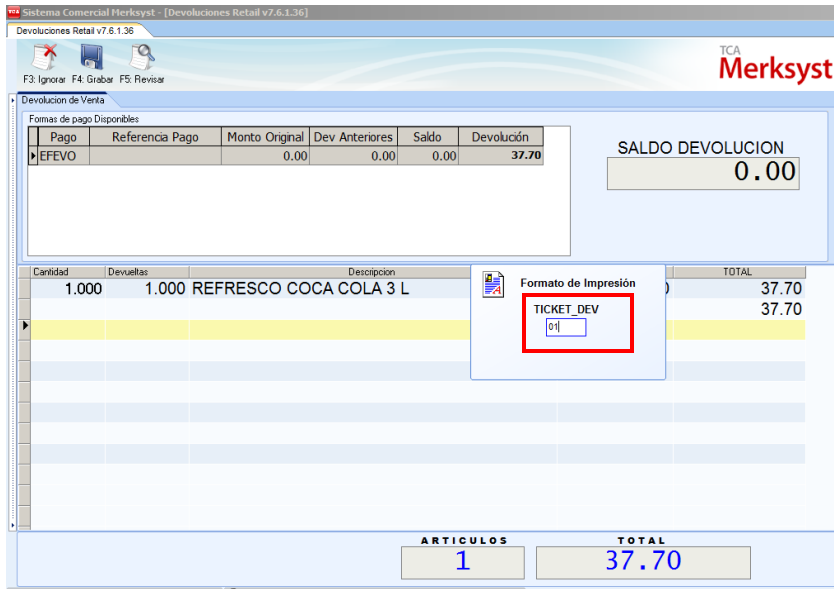 TCA Sistema Comercial Merksyst - [Devoluciones Retail v7.6.1.36]
Devoluciones Retail v7.6.1.36
F3: Ignorar F4: Grabar F5: Revisar
TCA
Merksyst
Devolucion de Venta
Formas de pago Disponibles
Pago Referencia Pago Monto Original Dev Anteriores Saldo Devolución
EFEVO 0.00 0.00 0.00 37.70
SALDO DEVOLUCION
0.00
Cantidad Devueltas Descripcion TOTAL
1.000 1.000 REFRESCO COCA COLA 3 L 37.70
37.70
Formato de Impresión
TICKET_DEV
01
ARTICULOS TOTAL
1 37.70